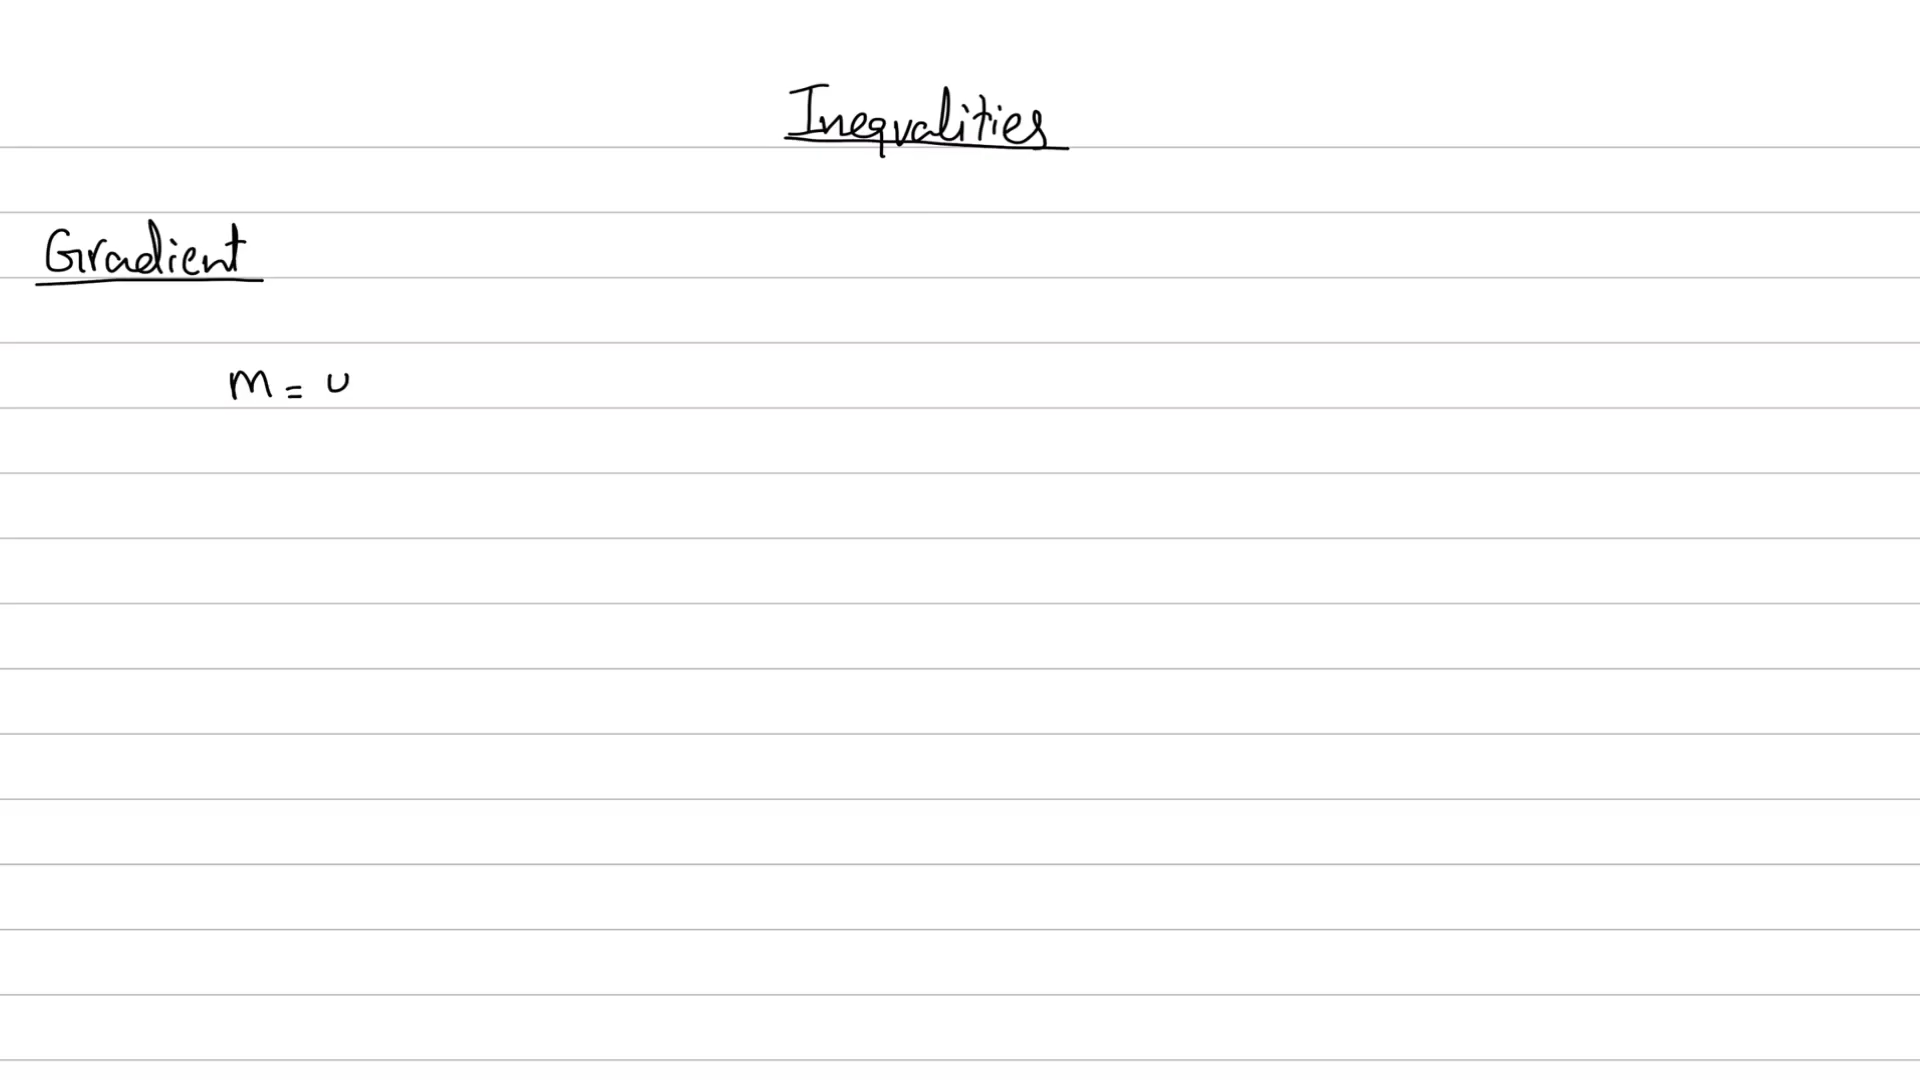 Inequalities
Gradient
m = u